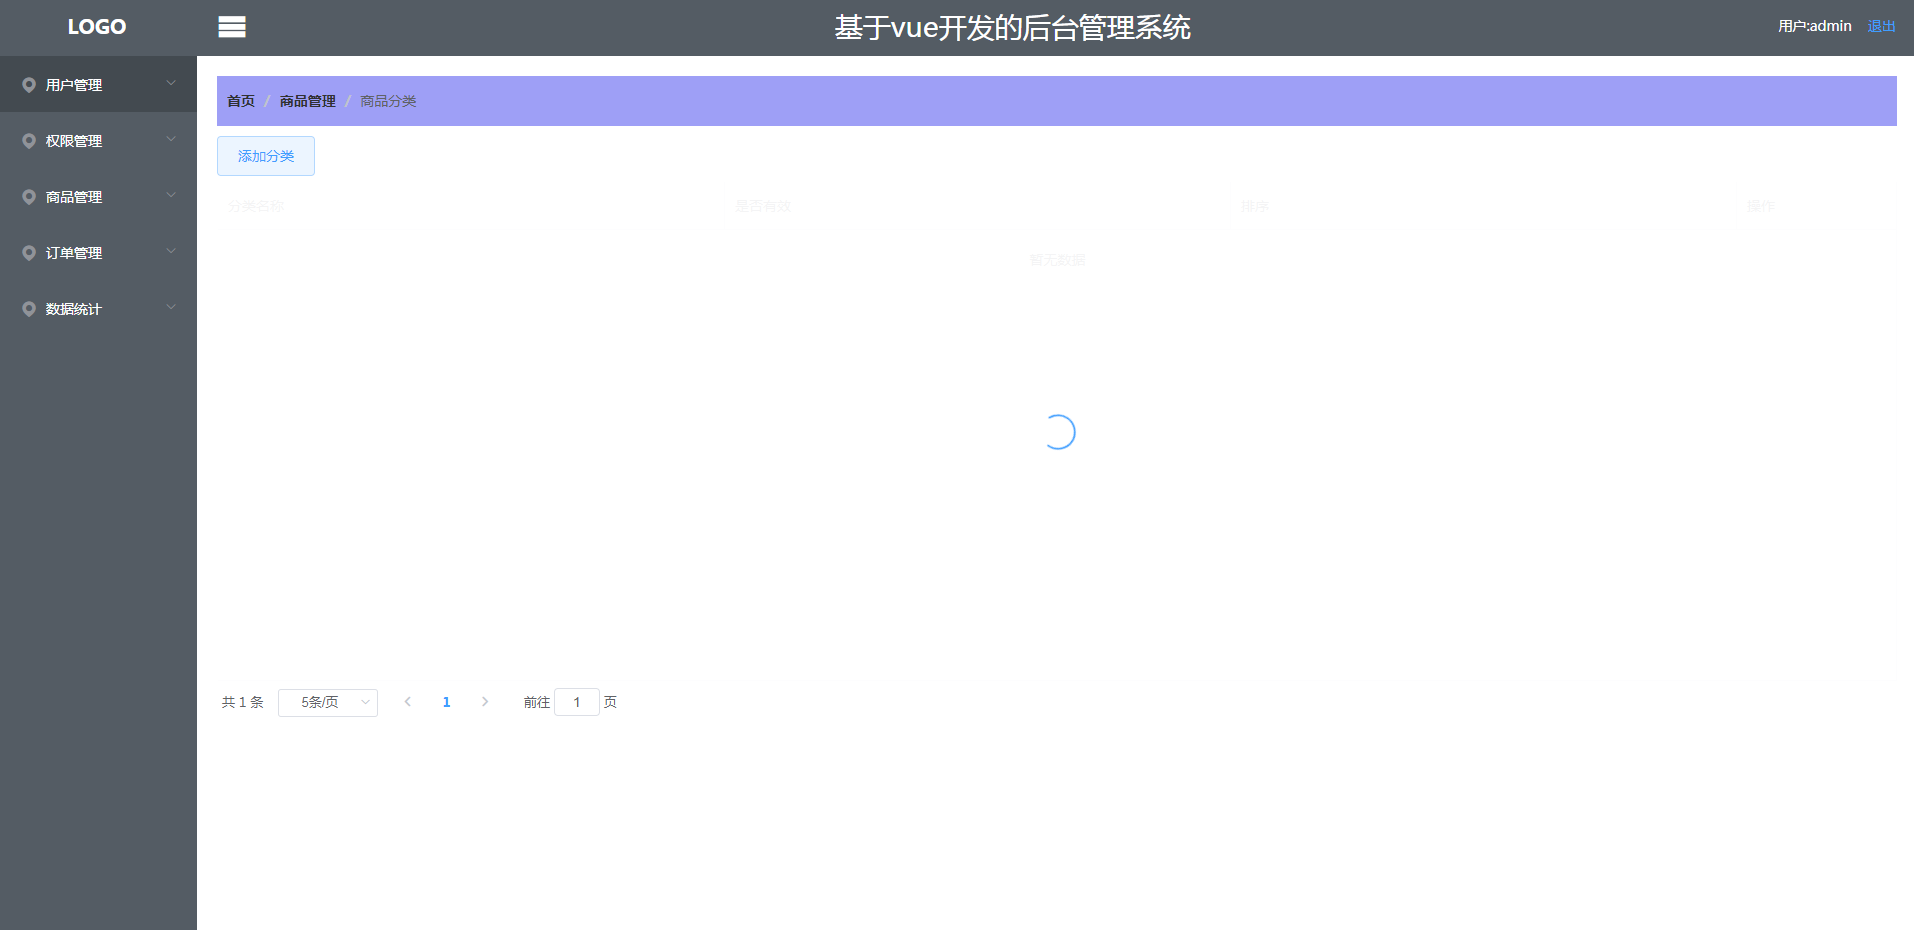 LOGO
基于vue开发的后台管理系统
用户:admin 退出
用户管理
权限管理
商品管理
订单管理
数据统计
首页 / 商品管理 / 商品分类
添加分类
分类名称 是否有效 排序 操作
暂无数据
共 1 条 5条/页 1 前往 1 页